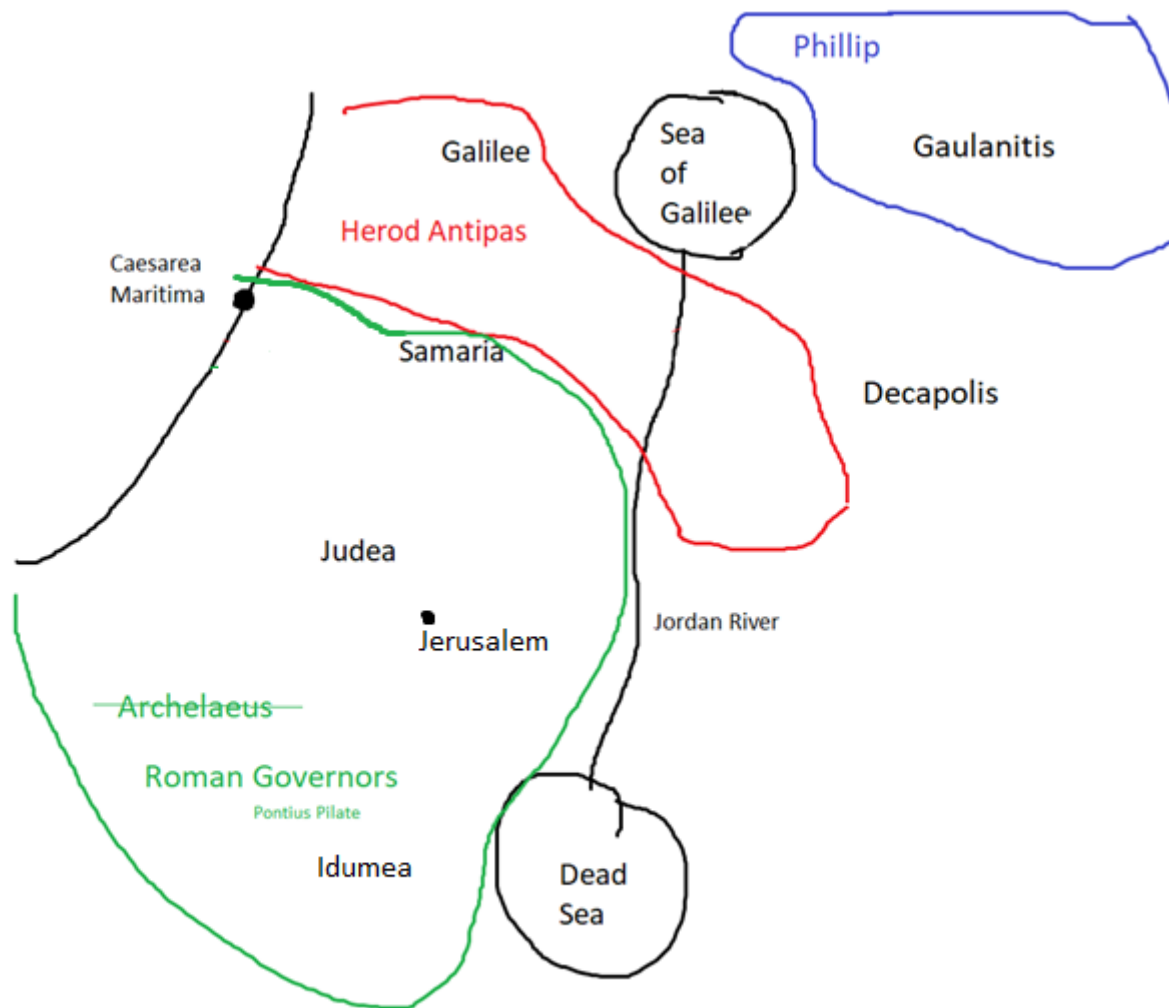 Phillip
Gaulanitis
Galilee
Sea
of
Galilee
Herod Antipas
Caesarea
Maritima
Samaria
Decapolis
Judea
Jerusalem
Jordan River
Archelaeus
Roman Governors
Pontius Pilate
Idumea
Dead
Sea